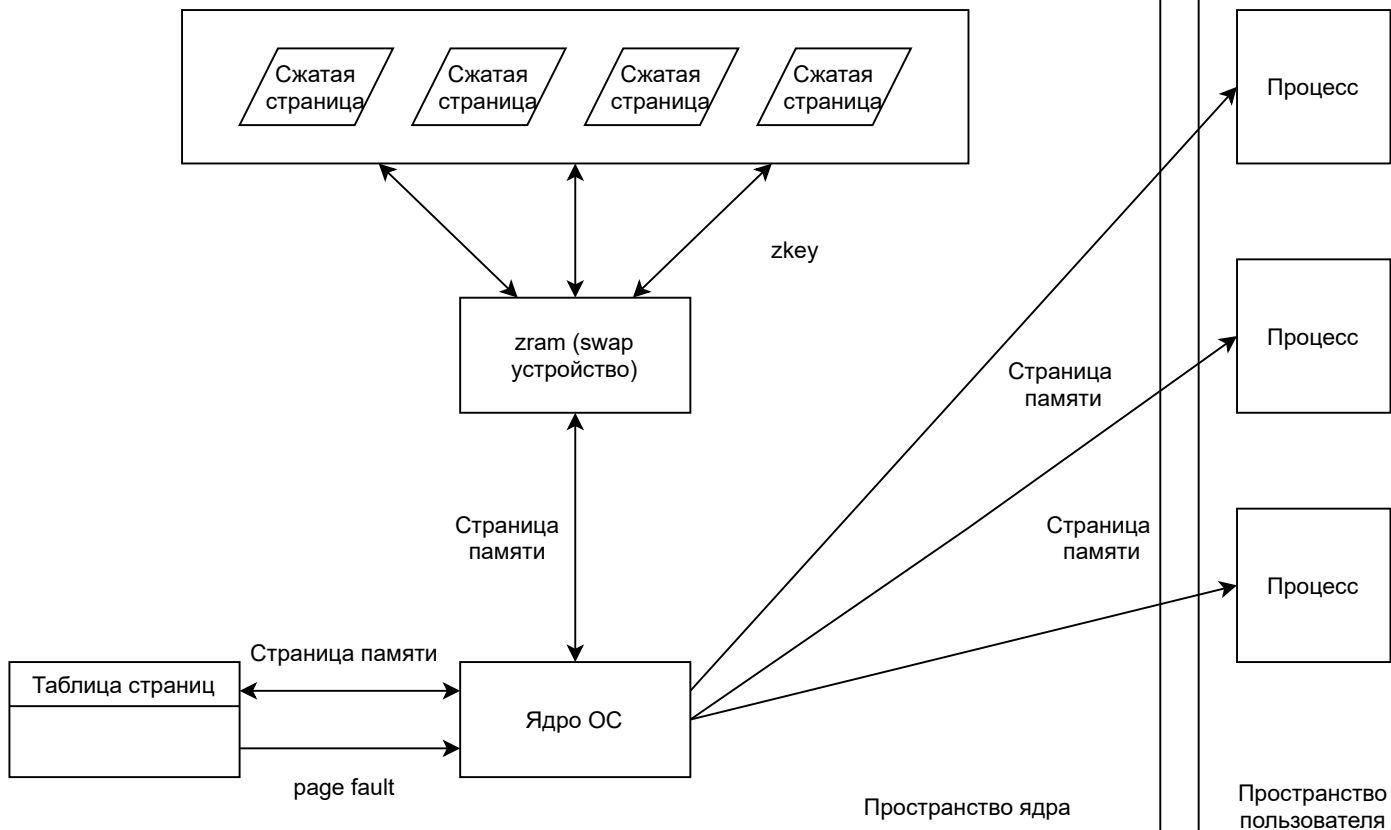 Сжатая
страница
Сжатая
страница
Сжатая
страница
Сжатая
страница
Процесс
zkey
zram (swap
устройство)
Процесс
Страница
памяти
Страница
памяти
Страница
памяти
Процесс
Страница памяти
Таблица страниц
Ядро ОС
page fault
Пространство ядра
Пространство
пользователя